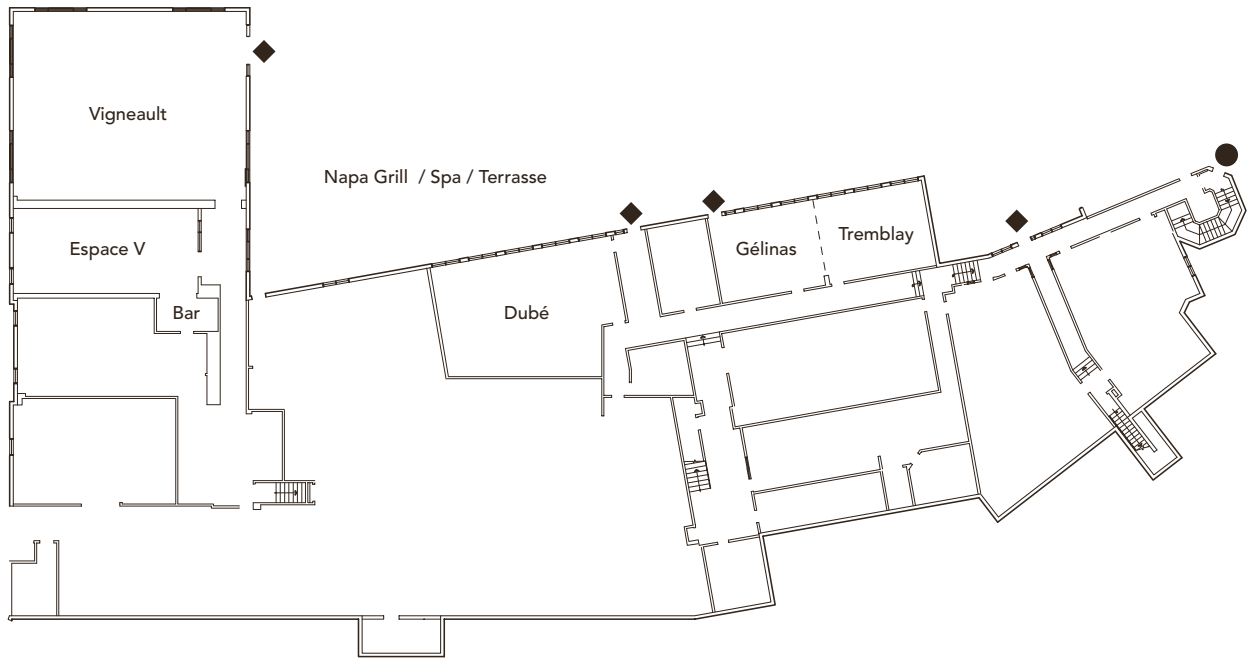 Vigneault
Napa Grill / Spa / Terrasse
Espace V
Gélinas
Tremblay
Bar
Dubé